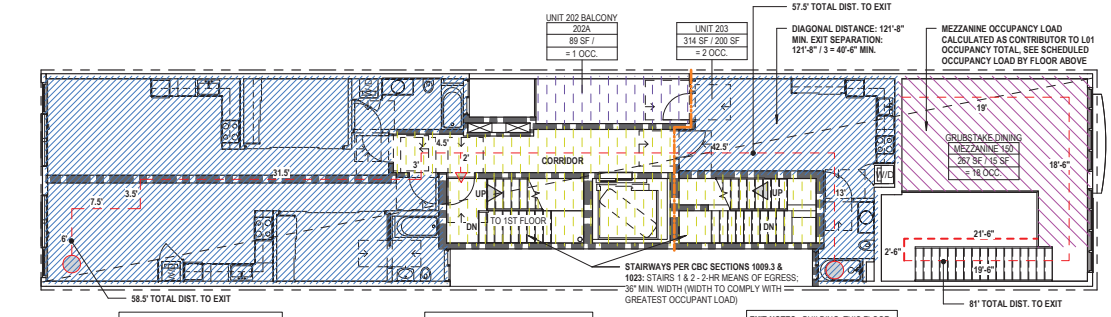 57.5' TOTAL DIST. TO EXIT
UNIT 202 BALCONY
202A
89 SF /
= 1 OCC.
UNIT 203
314 SF / 200 SF
= 2 OCC.
DIAGONAL DISTANCE: 121'-8"
MIN. EXIT SEPARATION:
121'-8" / 3 = 40'-6" MIN.
MEZZANINE OCCUPANCY LOAD
CALCULATED AS CONTRIBUTOR TO L01
OCCUPANCY TOTAL, SEE SCHEDULED
OCCUPANCY LOAD BY FLOOR ABOVE
19'
GRUBSTAKE DINING
MEZZANINE 150
267 SF / 15 SF
= 18 OCC.
18'-6"
4.5'
2'
3'
CORRIDOR
42.5'
W/D
31.5'
3.5'
7.5'
6'
UP
DN
TO 1ST FLOOR
UP
DN
13'
21'-6"
2'-6"
19'-6"
STAIRWAYS PER CBC SECTIONS 1009.3 &
1023: STAIRS 1 & 2 - 2-HR MEANS OF EGRESS;
36" MIN. WIDTH (WIDTH TO COMPLY WITH
GREATEST OCCUPANT LOAD)
58.5' TOTAL DIST. TO EXIT
81' TOTAL DIST. TO EXIT